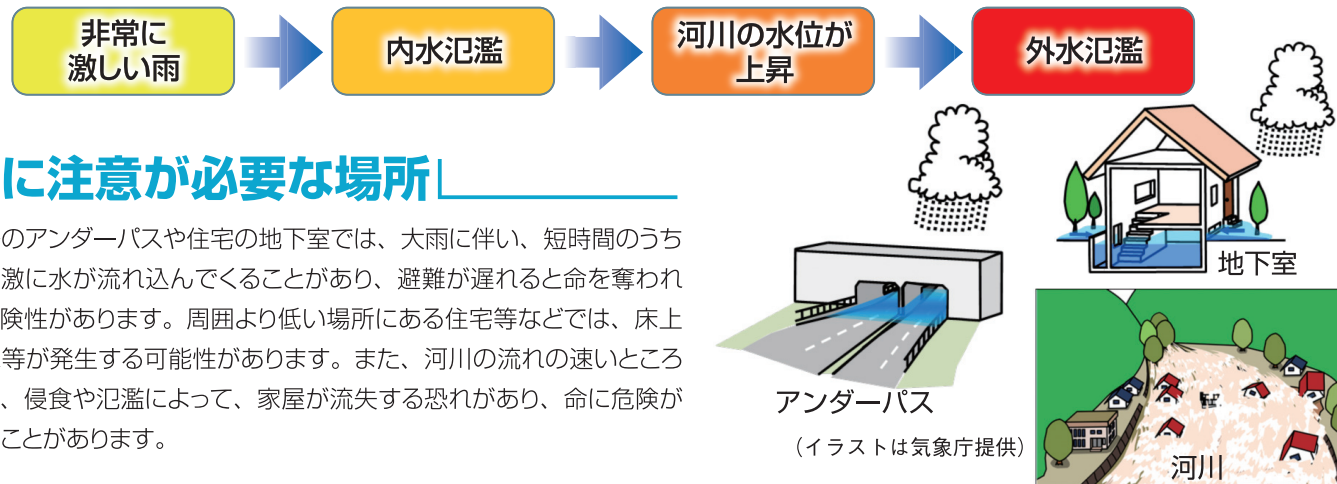 非常に
激しい雨
内水氾濫
河川の水位が
上昇
外水氾濫
に注意が必要な場所
のアンダーパスや住宅の地下室では、大雨に伴い、短時間のうち
激に水が流れ込んでくることがあり、避難が遅れると命を奪われ
険性があります。周囲より低い場所にある住宅等などでは、床上
等が発生する可能性があります。また、河川の流れの速いところ
、侵食や氾濫によって、家屋が流失する恐れがあり、命に危険が
ことがあります。
アンダーパス
(イラストは気象庁提供)
地下室
河川